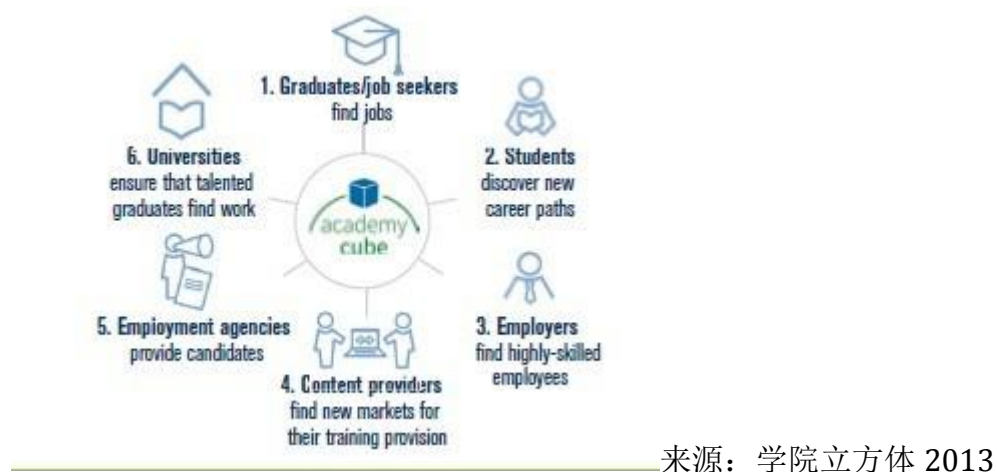 1. Graduates/job seekers
find jobs
2. Students
discover new
career paths
3. Employers
find highly-skilled
employees
4. Content providers
find new markets for
their training provision
5. Employment agencies
provide candidates
6. Universities
ensure that talented
graduates find work
academy
cube
来源：学院立方体 2013